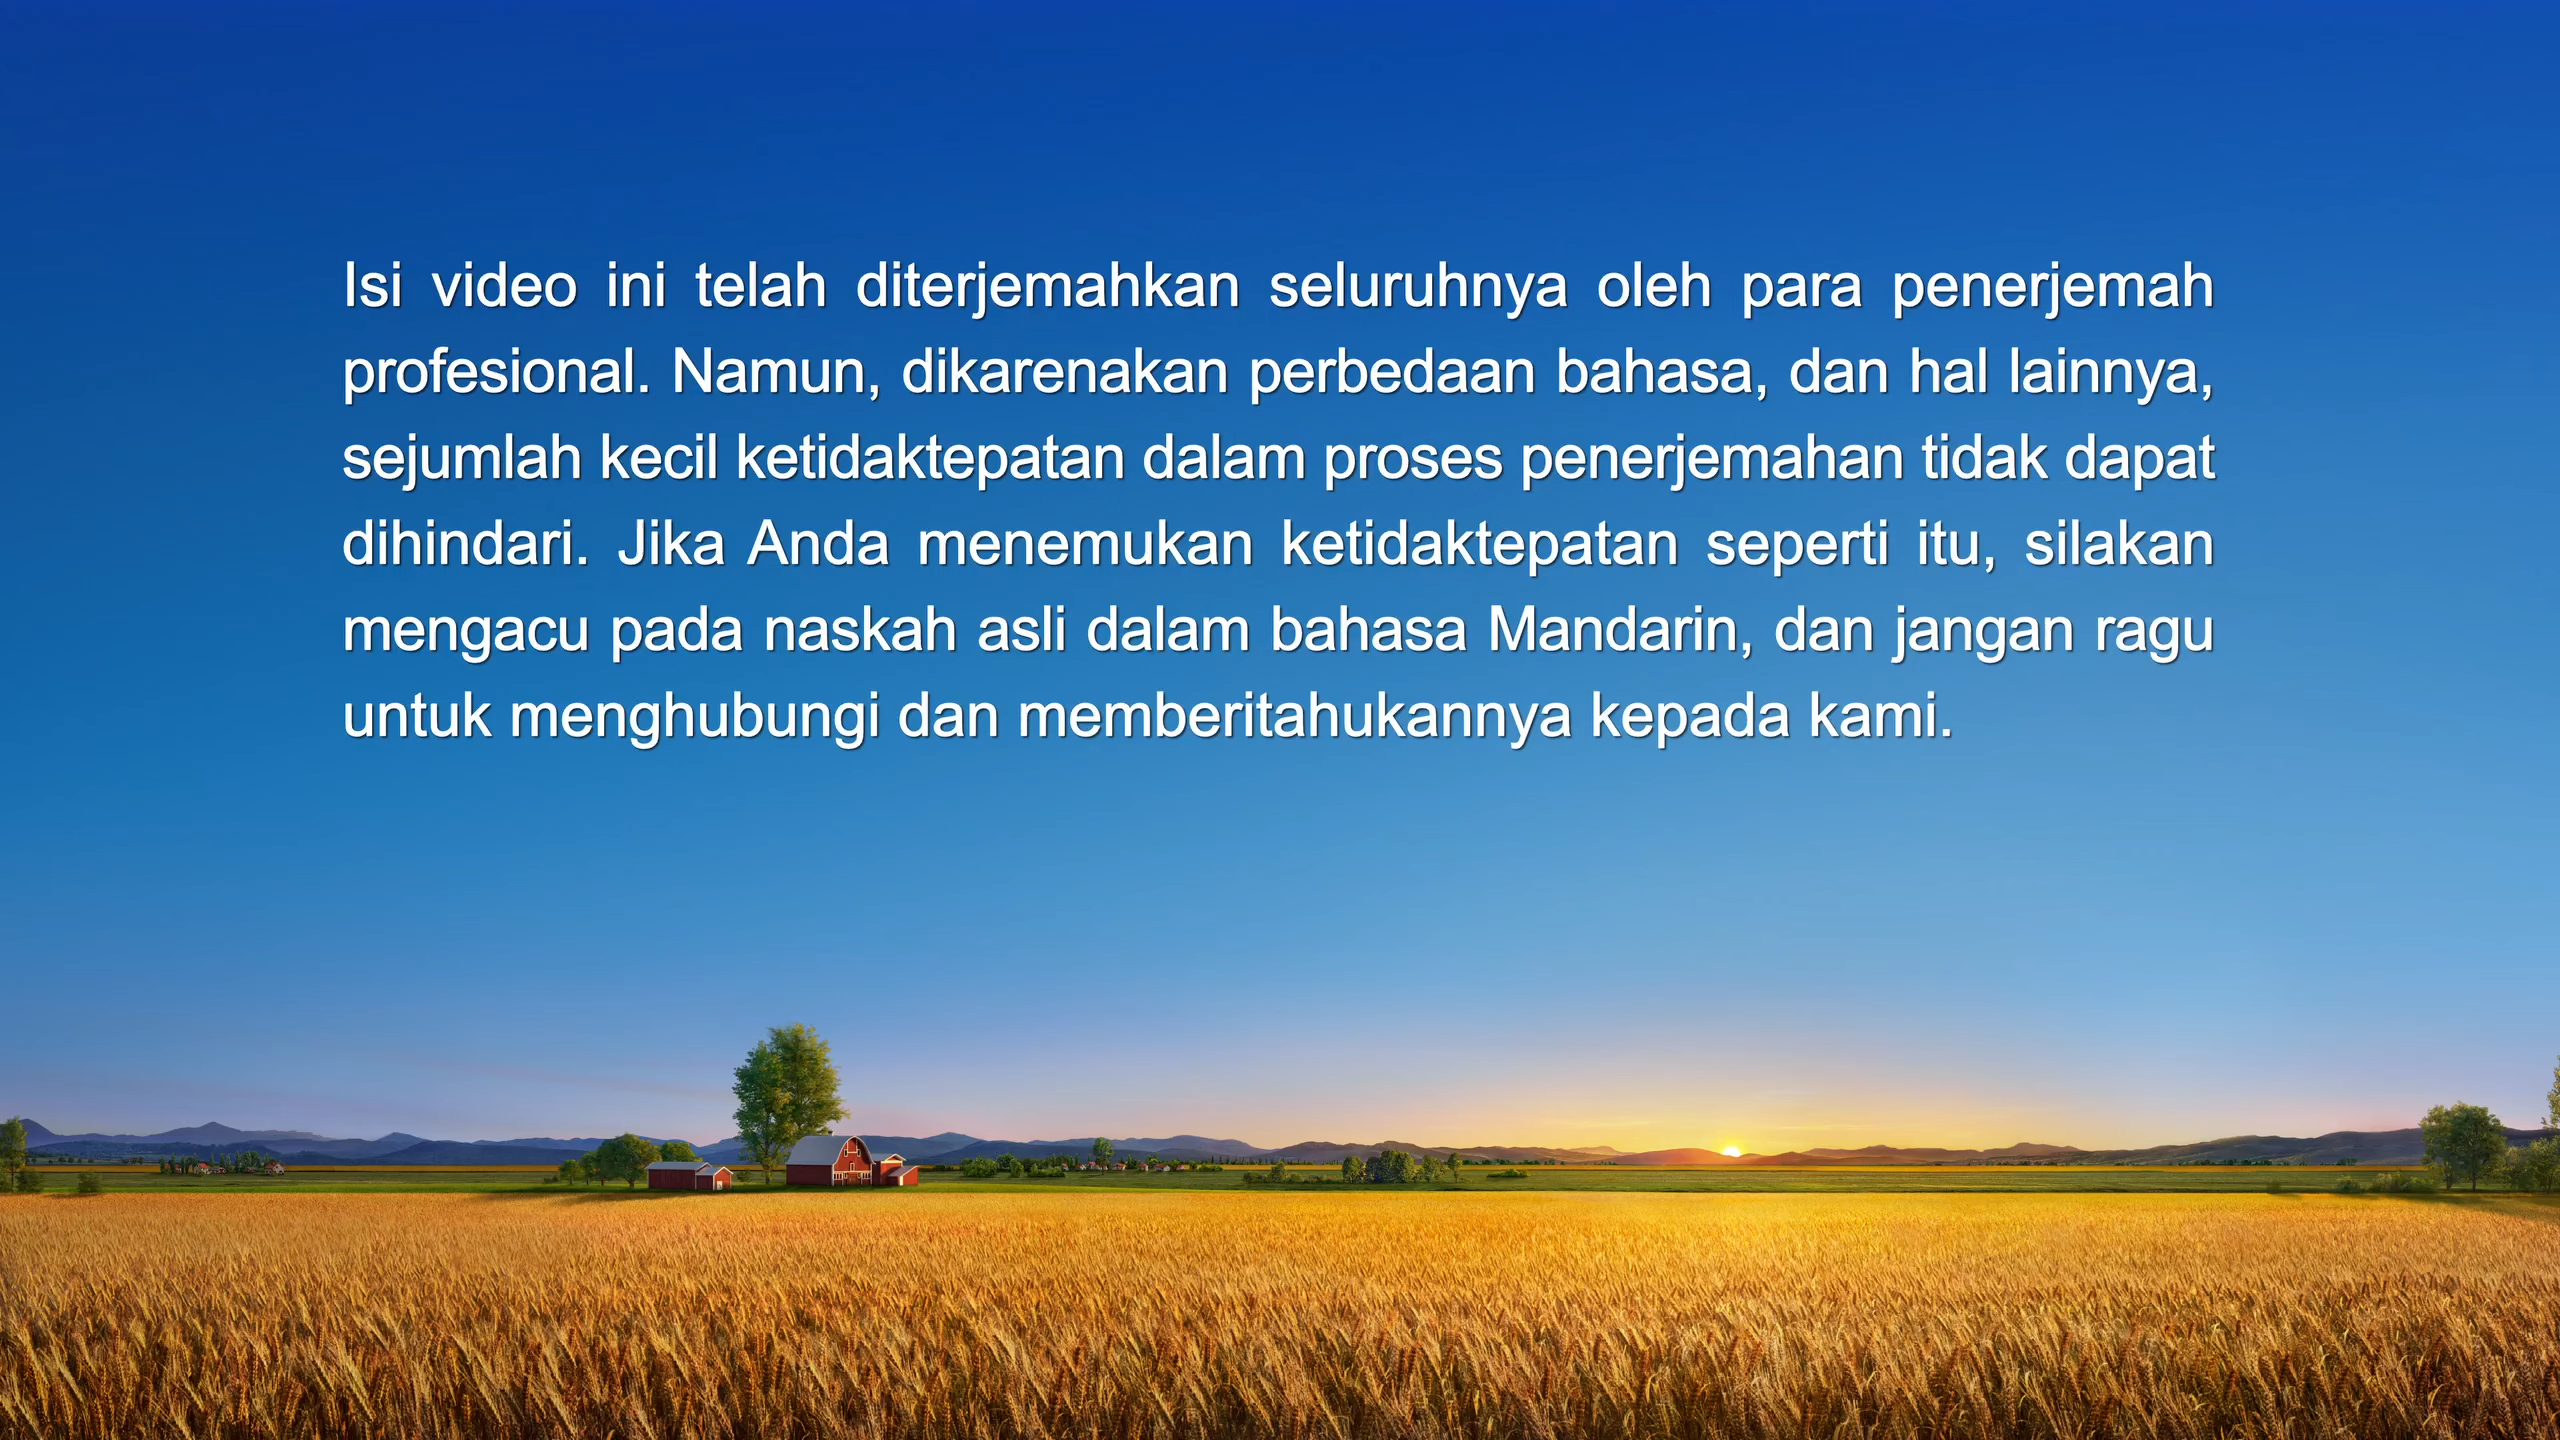 Isi video ini telah diterjemahkan seluruhnya oleh para penerjemah
profesional. Namun, dikarenakan perbedaan bahasa, dan hal lainnya,
sejumlah kecil ketidaktepatan dalam proses penerjemahan tidak dapat
dihindari. Jika Anda menemukan ketidaktepatan seperti itu, silakan
mengacu pada naskah asli dalam bahasa Mandarin, dan jangan ragu
untuk menghubungi dan memberitahukannya kepada kami.